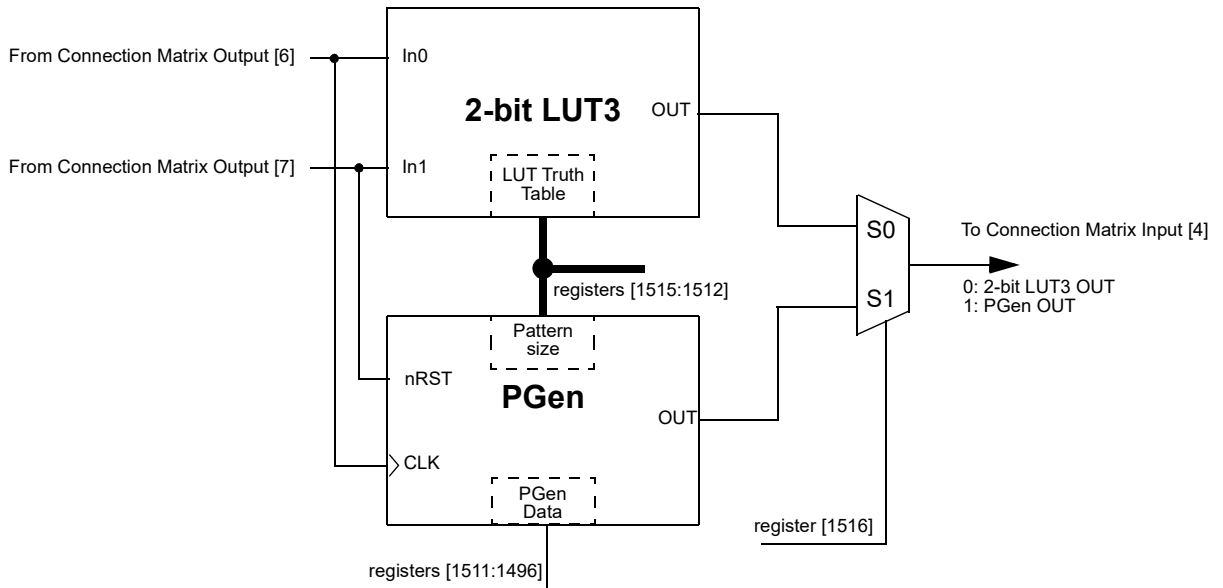 From Connection Matrix Output [6]
In0
2-bit LUT3
OUT
From Connection Matrix Output [7]
In1
LUT Truth
Table
S0
To Connection Matrix Input [4]
registers [1515:1512]
0: 2-bit LUT3 OUT
1: PGen OUT
S1
Pattern
size
nRST
PGen
OUT
CLK
PGen
Data
register [1516]
registers [1511:1496]